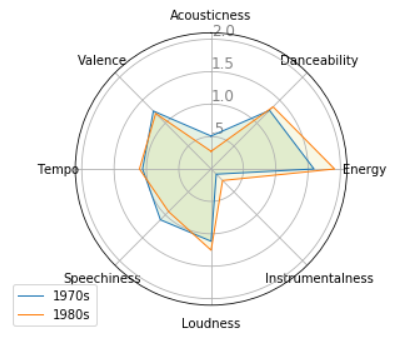 Acousticness
2.0
Valence
Danceability
1.5
1.0
.5
Tempo
Energy
Speechiness
Instrumentalness
Loudness
1970s
1980s